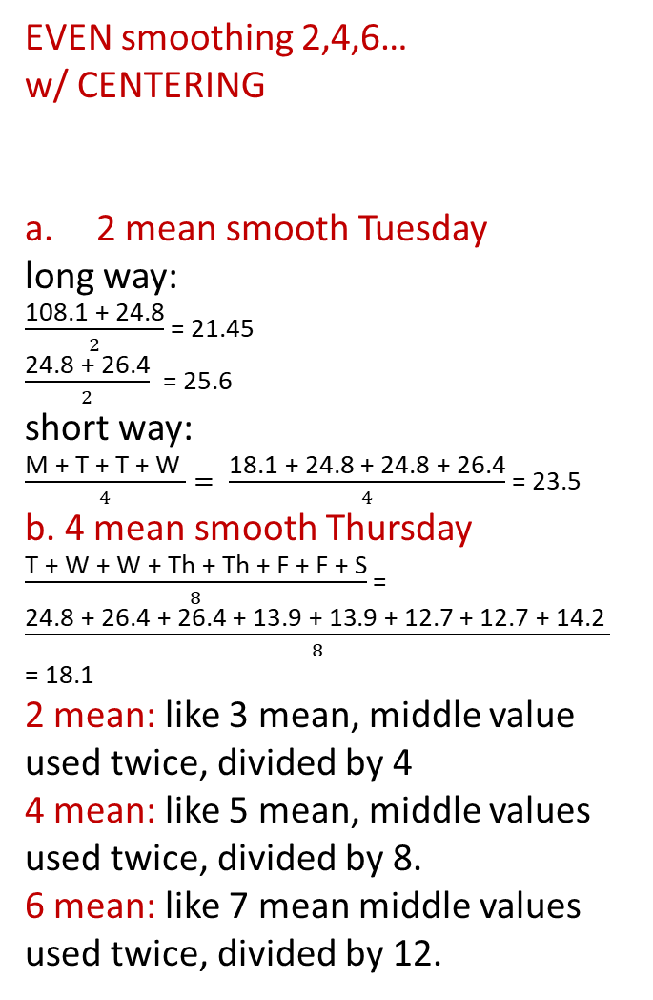 EVEN smoothing 2,4,6…
w/ CENTERING
a. 2 mean smooth Tuesday
long way:
108.1 + 24.8
2
= 21.45
24.8 + 26.4
2
= 25.6
short way:
M + T + T + W
4
=
18.1 + 24.8 + 24.8 + 26.4
4
= 23.5
b. 4 mean smooth Thursday
T + W + W + Th + Th + F + F + S
8
=
24.8 + 26.4 + 26.4 + 13.9 + 13.9 + 12.7 + 12.7 + 14.2
8
= 18.1
2 mean: like 3 mean, middle value
used twice, divided by 4
4 mean: like 5 mean, middle values
used twice, divided by 8.
6 mean: like 7 mean middle values
used twice, divided by 12.